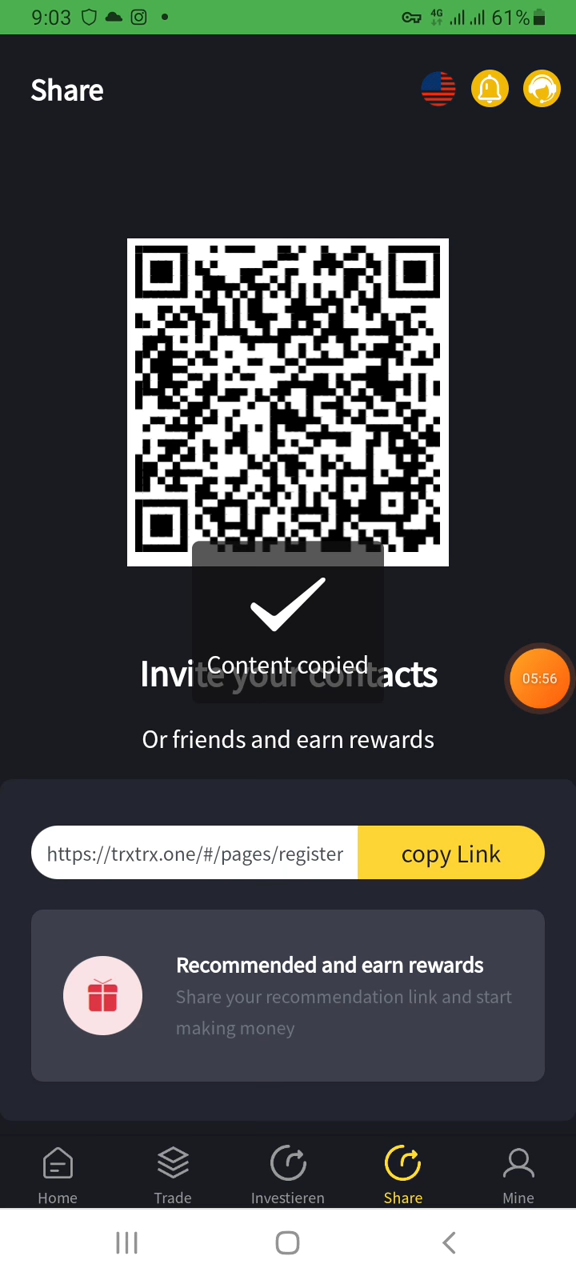 9:03
4G
61%
Share
Content copied
Invite your contacts
05:56
Or friends and earn rewards
https://trxtrx.one/#/pages/register
copy Link
Recommended and earn rewards
Share your recommendation link and start
making money
Home
Trade
Investieren
Share
Mine